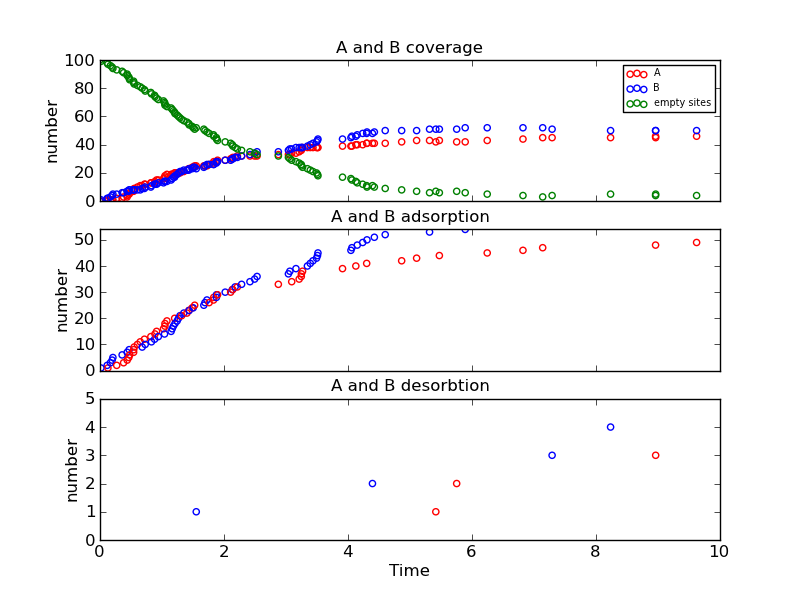 A and B coverage
100
80
60
40
20
0
number
A
B
empty sites
A and B adsorption
50
40
30
20
10
0
number
A and B desorbtion
5
4
3
2
1
0
number
0 2 4 6 8 10
Time